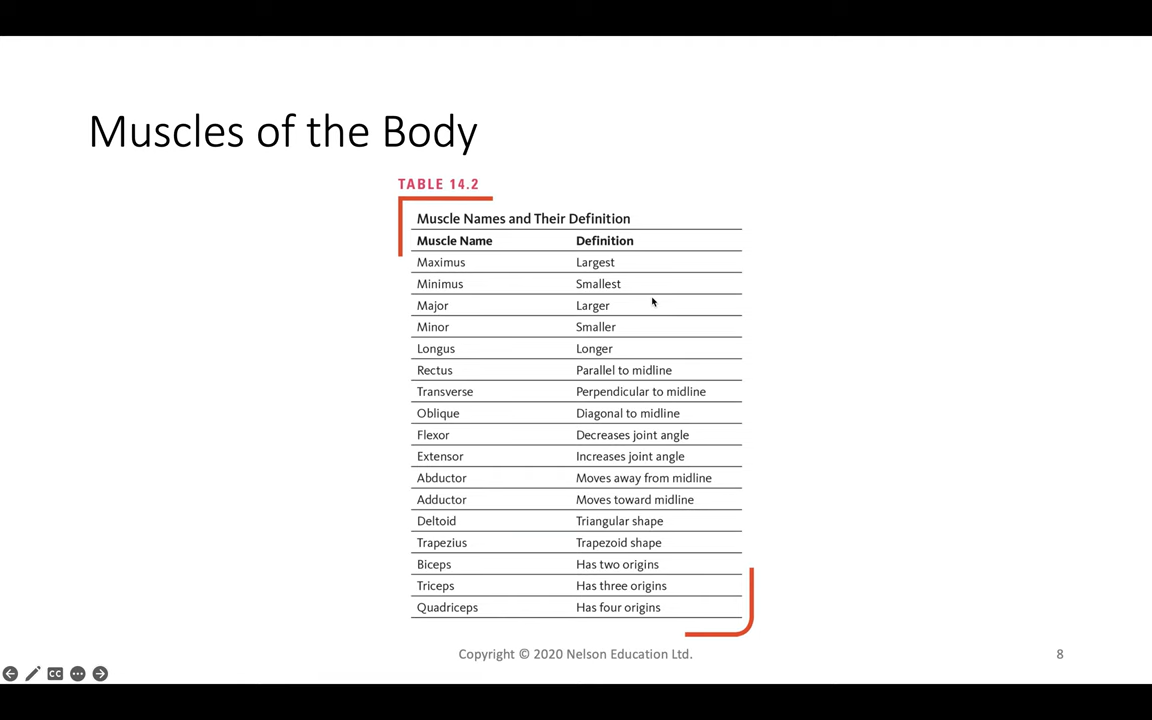 Muscles of the Body
TABLE 14.2
Muscle Names and Their Definition
Muscle Name Definition
Maximus Largest
Minimus Smallest
Major Larger
Minor Smaller
Longus Longer
Rectus Parallel to midline
Transverse Perpendicular to midline
Oblique Diagonal to midline
Flexor Decreases joint angle
Extensor Increases joint angle
Abductor Moves away from midline
Adductor Moves toward midline
Deltoid Triangular shape
Trapezius Trapezoid shape
Biceps Has two origins
Triceps Has three origins
Quadriceps Has four origins
Copyright © 2020 Nelson Education Ltd. 8
CC